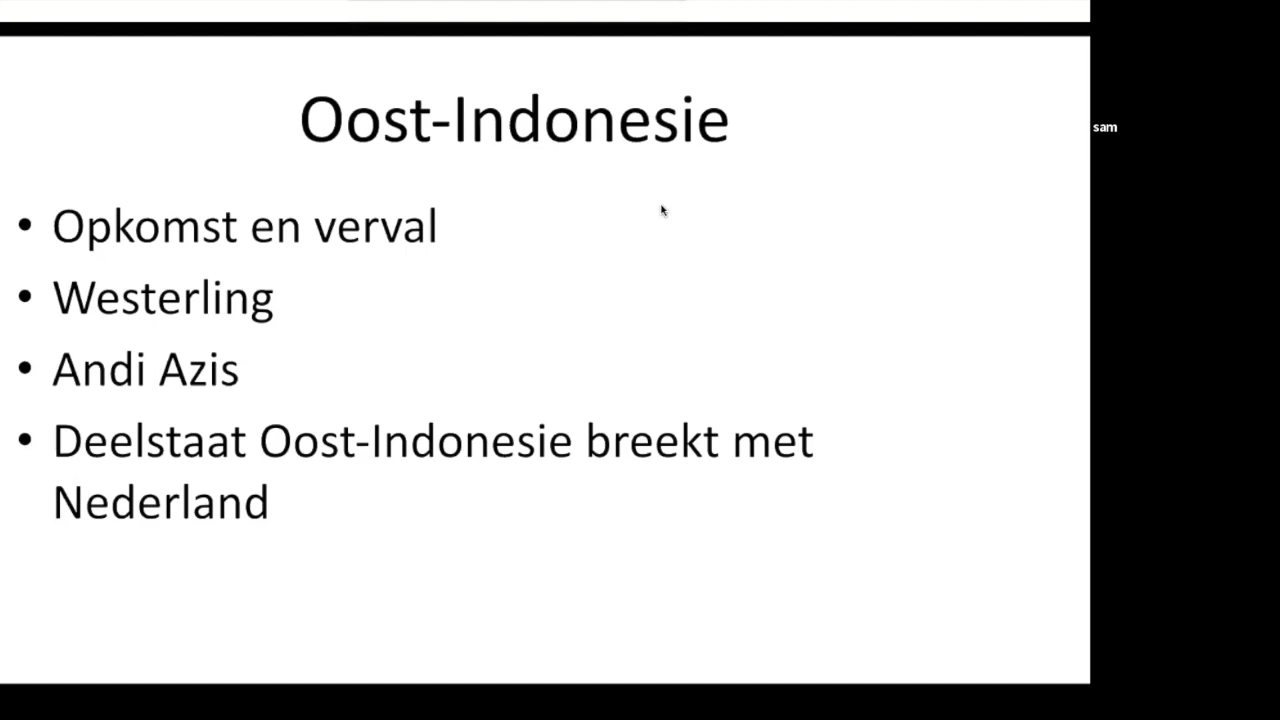 Oost-Indonesie
sam
• Opkomst en verval
• Westerling
• Andi Azis
• Deelstaat Oost-Indonesie breekt met
Nederland